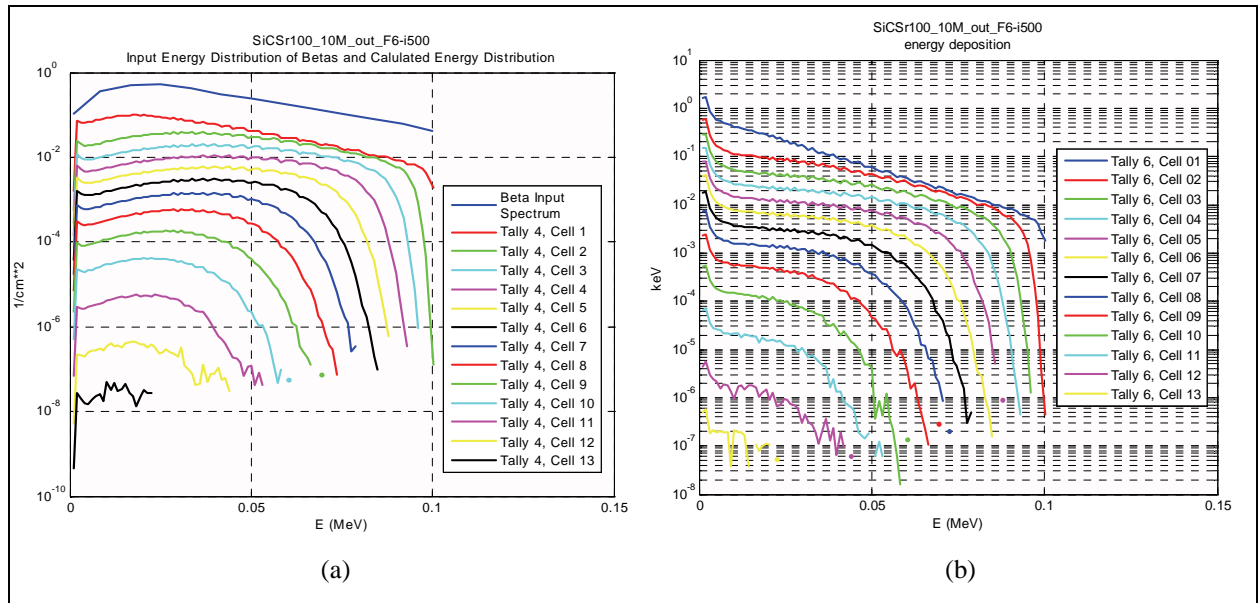 SiCSr100_10M_out_F6-i500
Input Energy Distribution of Betas and Calulated Energy Distribution
10^0
10^-2
10^-4
10^-6
10^-8
10^-10
1/cm**2
0
0.05
0.1
0.15
E (MeV)
Beta Input
Spectrum
Tally 4, Cell 1
Tally 4, Cell 2
Tally 4, Cell 3
Tally 4, Cell 4
Tally 4, Cell 5
Tally 4, Cell 6
Tally 4, Cell 7
Tally 4, Cell 8
Tally 4, Cell 9
Tally 4, Cell 10
Tally 4, Cell 11
Tally 4, Cell 12
Tally 4, Cell 13
(a)
SiCSr100_10M_out_F6-i500
energy deposition
10^1
10^0
10^-1
10^-2
10^-3
10^-4
10^-5
10^-6
10^-7
10^-8
keV
0
0.05
0.1
0.15
E (MeV)
Tally 6, Cell 01
Tally 6, Cell 02
Tally 6, Cell 03
Tally 6, Cell 04
Tally 6, Cell 05
Tally 6, Cell 06
Tally 6, Cell 07
Tally 6, Cell 08
Tally 6, Cell 09
Tally 6, Cell 10
Tally 6, Cell 11
Tally 6, Cell 12
Tally 6, Cell 13
(b)